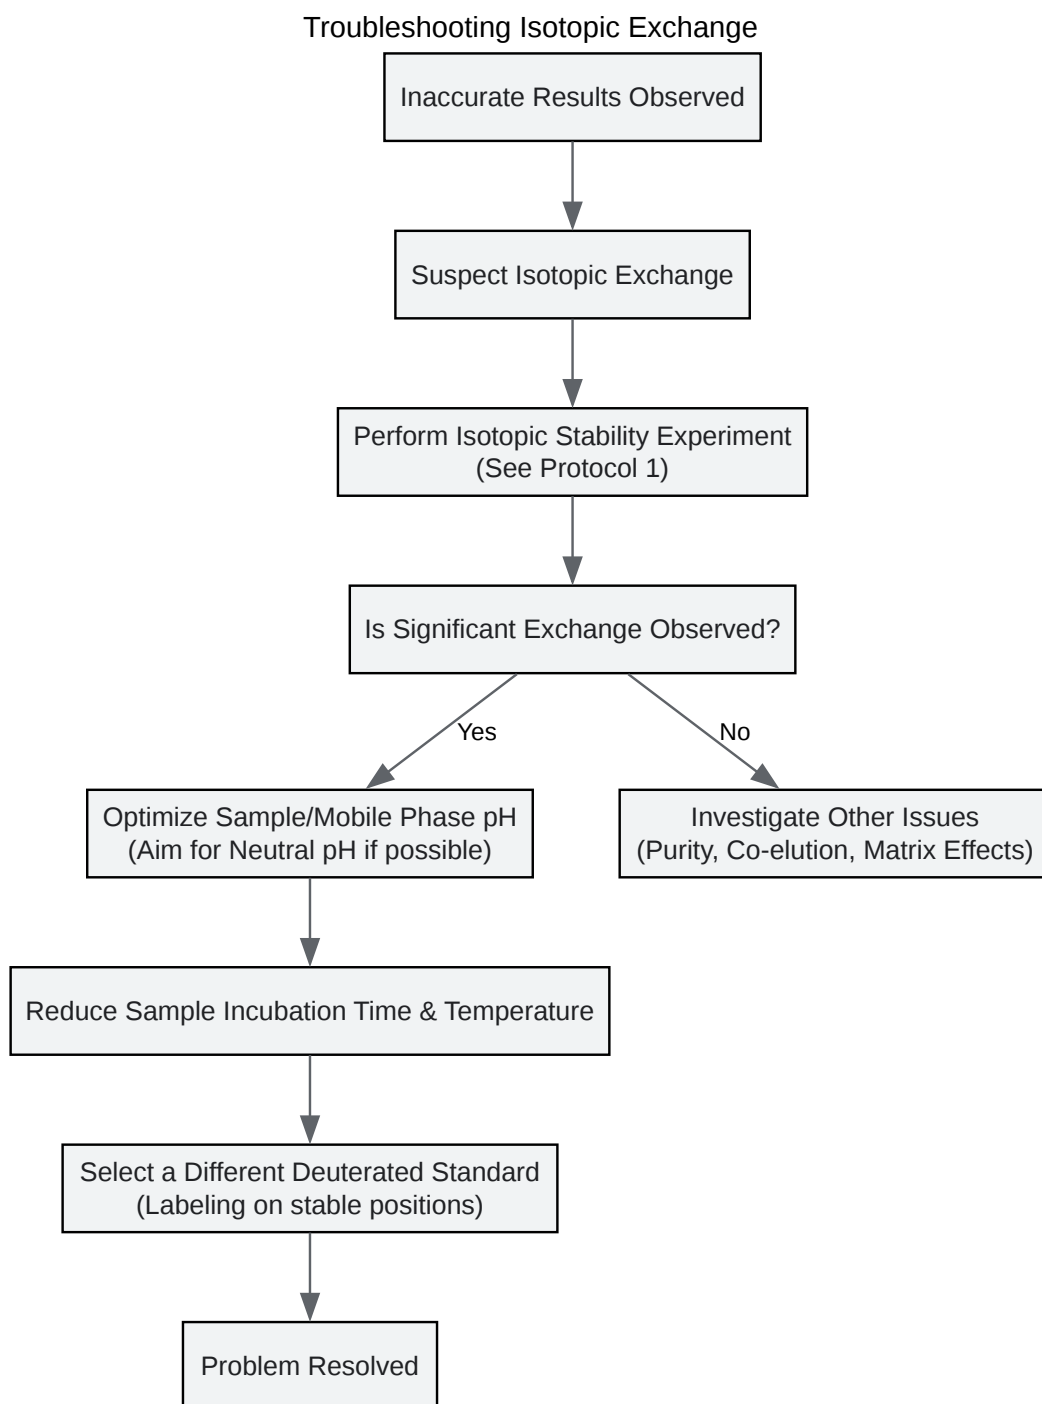 Troubleshooting Isotopic Exchange
Inaccurate Results Observed
Suspect Isotopic Exchange
Perform Isotopic Stability Experiment
(See Protocol 1)
Is Significant Exchange Observed?
Yes
No
Optimize Sample/Mobile Phase pH
(Aim for Neutral pH if possible)
Investigate Other Issues
(Purity, Co-elution, Matrix Effects)
Reduce Sample Incubation Time & Temperature
Select a Different Deuterated Standard
(Labeling on stable positions)
Problem Resolved